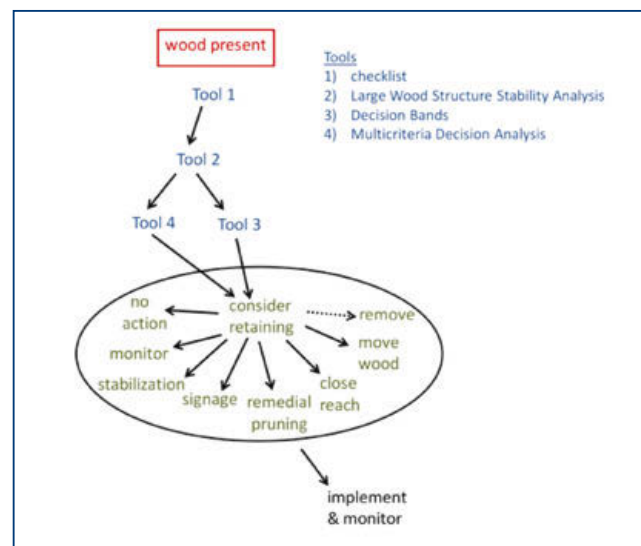 wood present
Tools
1) checklist
2) Large Wood Structure Stability Analysis
3) Decision Bands
4) Multicriteria Decision Analysis
Tool 1
Tool 2
Tool 4
Tool 3
no
action
consider
retaining
remove
monitor
move
wood
stabilization
signage
remedial
pruning
close
reach
implement
& monitor